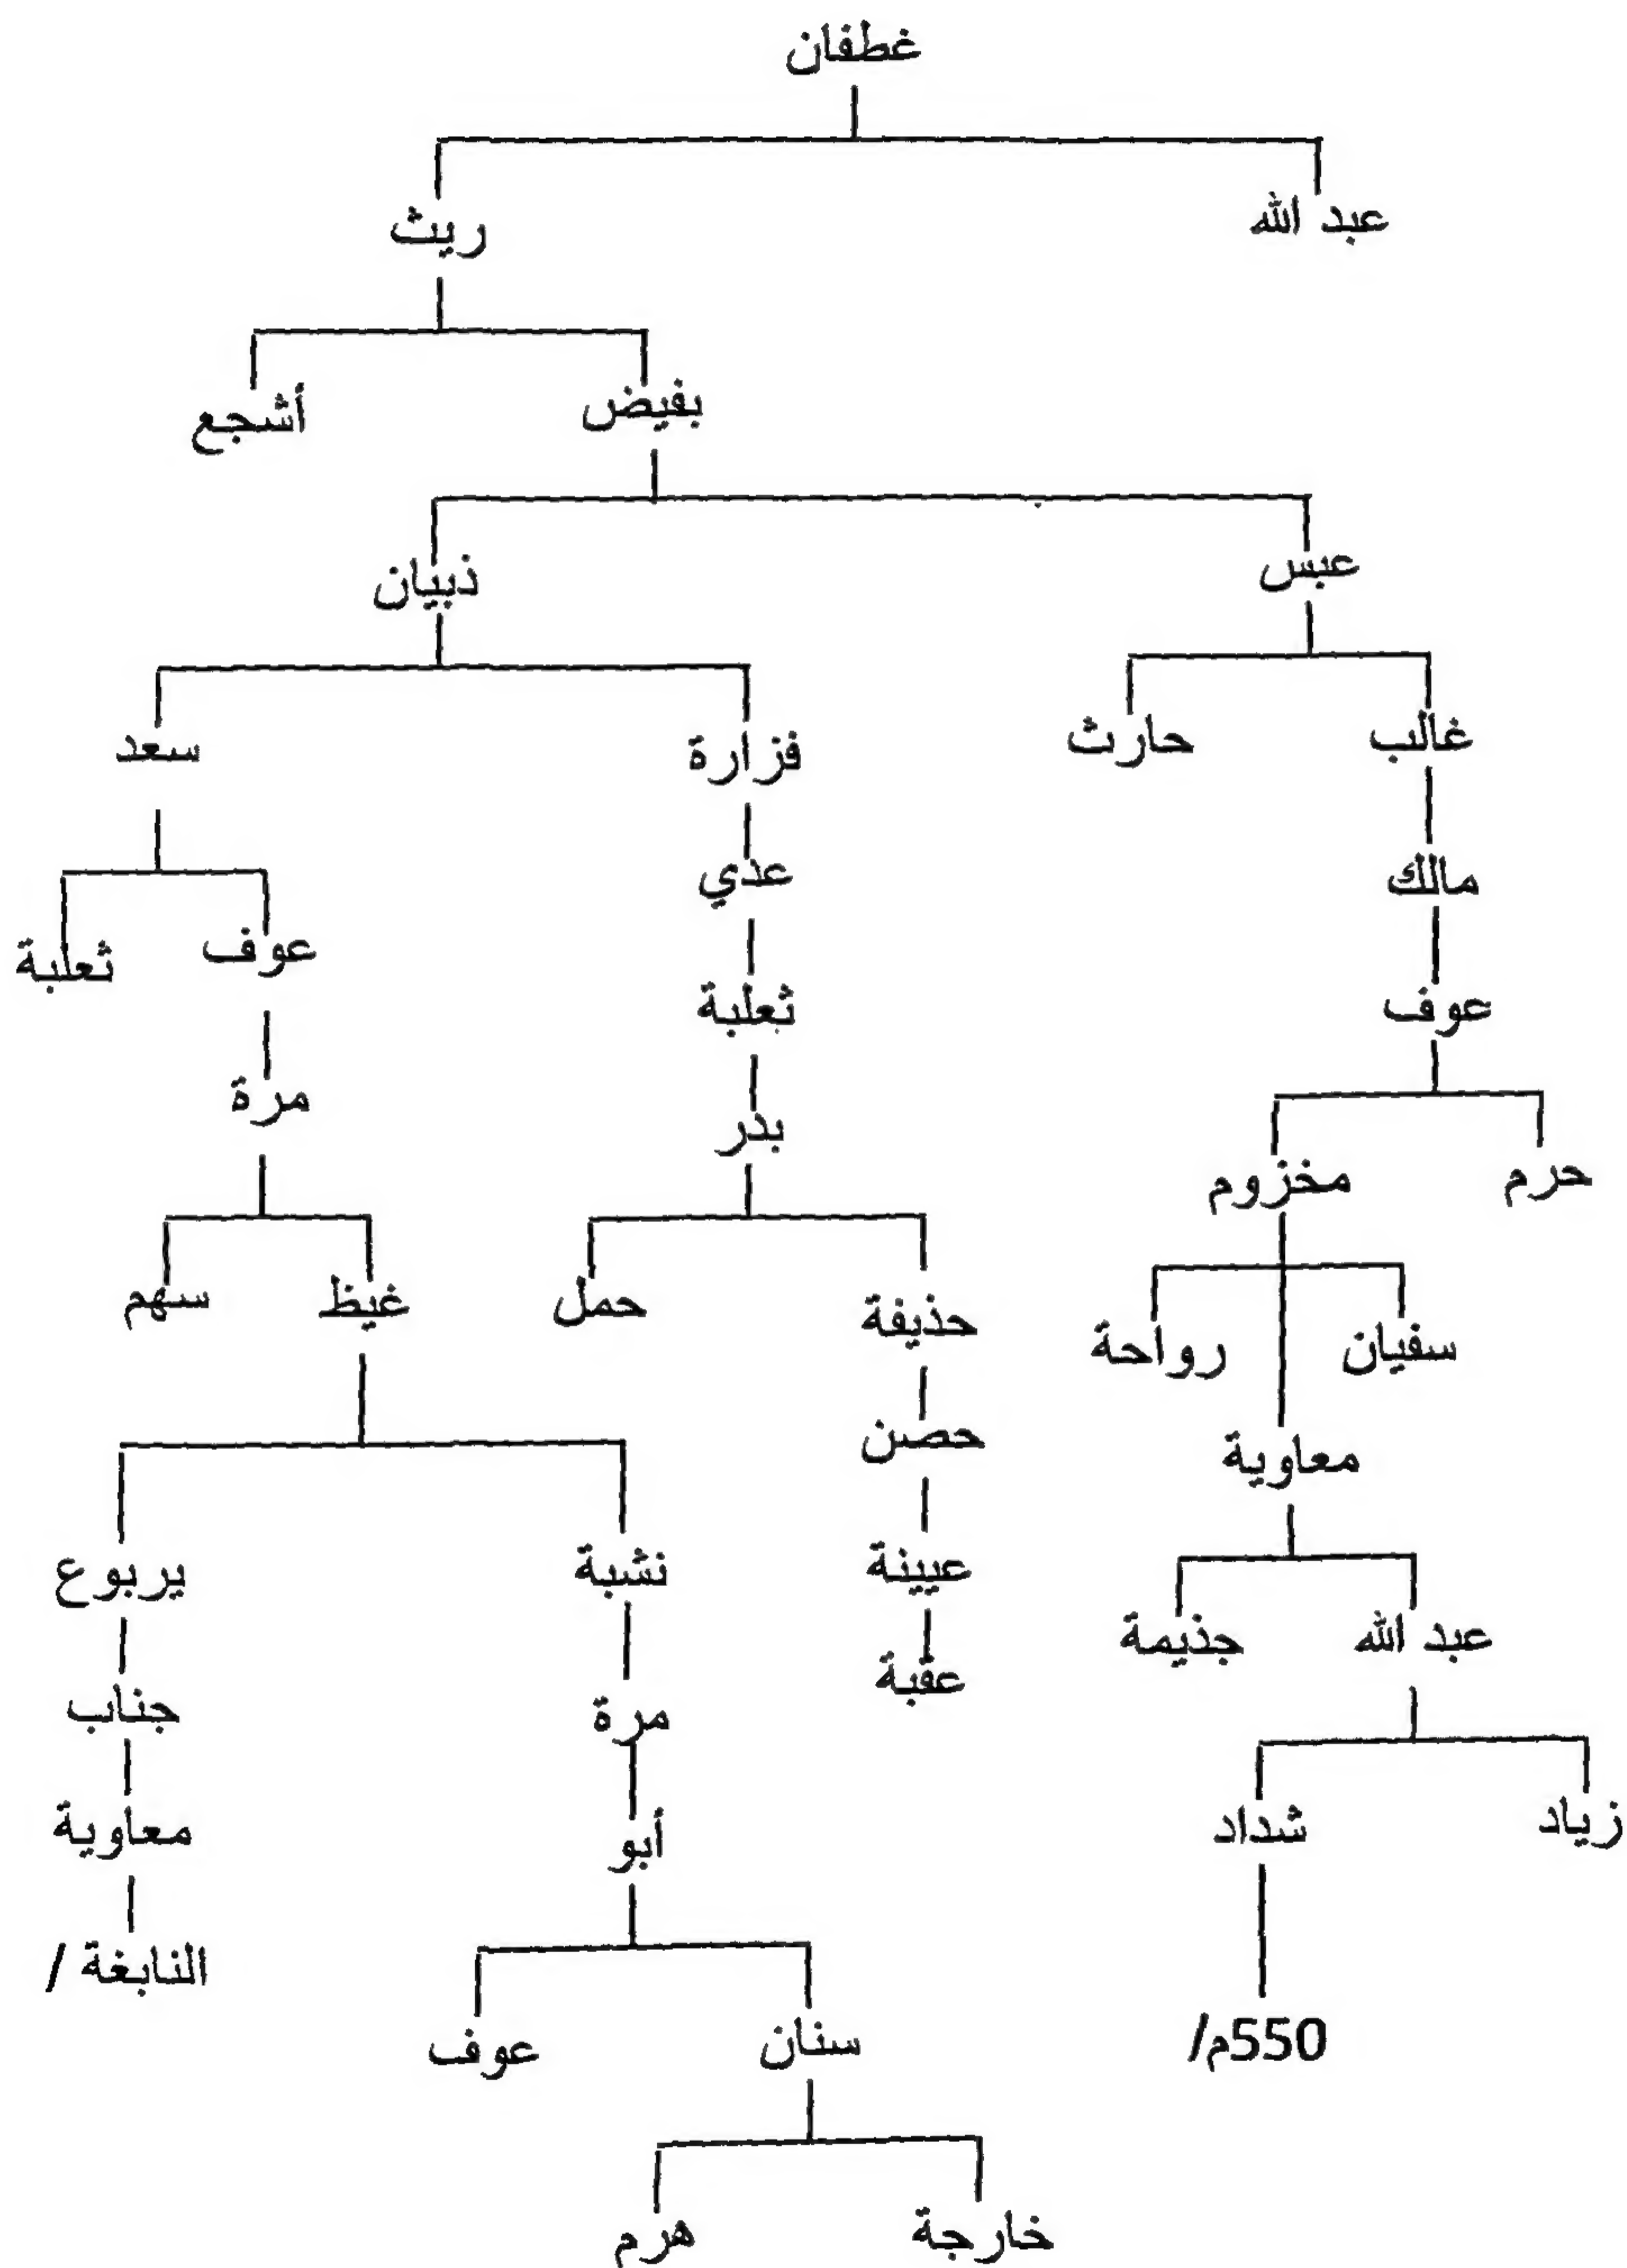 غطفان
عبد الله
ريث
بفيض
أشجع
عبس
ذبيان
غالب
حارث
فزارة
سعد
مالك
عدي
عوف
ثعلبة
عوف
ثعلبة
بدر
مرة
حرم
مخزوم
حذيفة
حمل
غيظ
سهم
سفيان
رواحة
حصن
معاوية
عيينة
نشبة
يربوع
عبد الله
جذيمة
عقبة
مرة
جناب
زياد
شداد
أبو
معاوية
النابغة /
550م/
سنان
عوف
خارجة
هرم